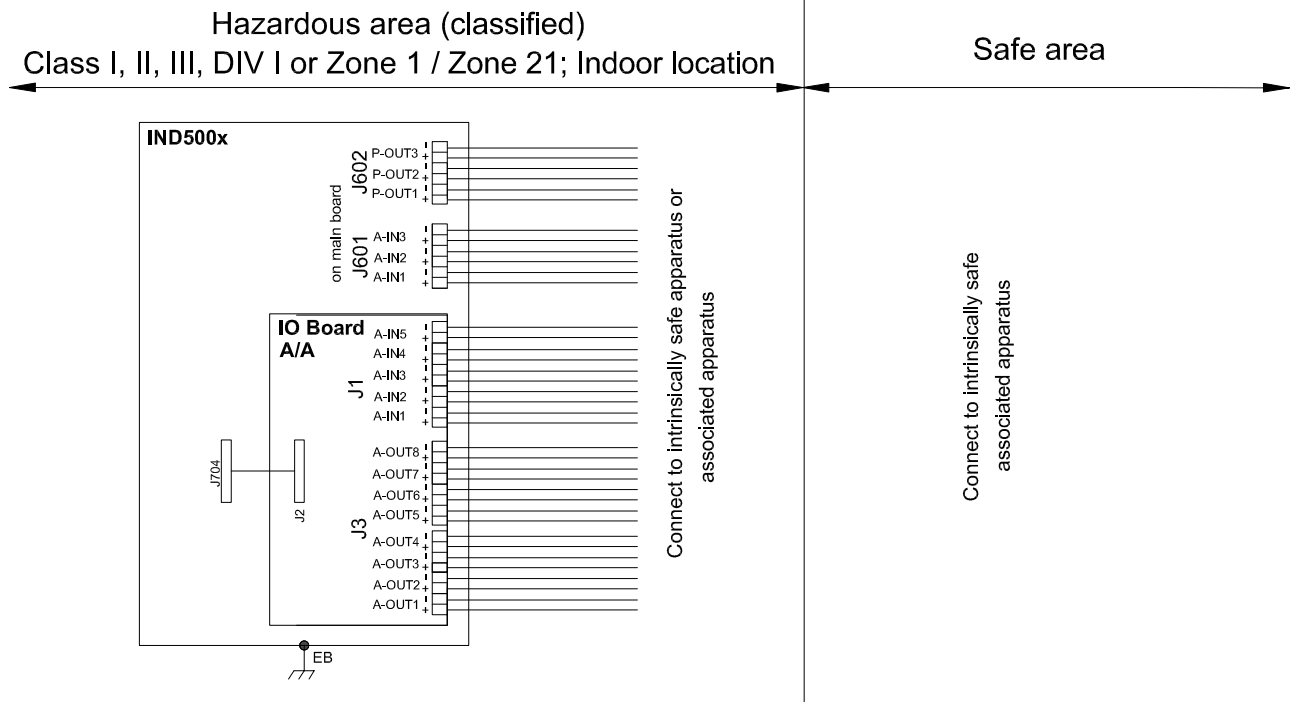 Hazardous area (classified)
Class I, II, III, DIV I or Zone 1 / Zone 21; Indoor location
Safe area
IND500x
on main board
J602
P-OUT3 - +
P-OUT2 - +
P-OUT1 - +
J601
A-IN3 - +
A-IN2 - +
A-IN1 - +
IO Board
A/A
J1
A-IN5 - +
A-IN4 - +
A-IN3 - +
A-IN2 - +
A-IN1 - +
J704
J2
J3
A-OUT8 - +
A-OUT7 - +
A-OUT6 - +
A-OUT5 - +
A-OUT4 - +
A-OUT3 - +
A-OUT2 - +
A-OUT1 - +
EB
Connect to intrinsically safe apparatus or
associated apparatus
Connect to intrinsically safe
associated apparatus